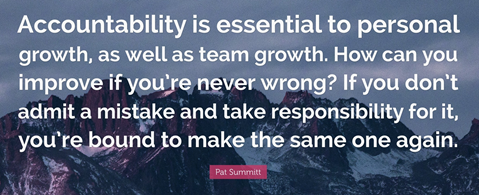 Accountability is essential to personal
growth, as well as team growth. How can you
improve if you’re never wrong? If you don’t
admit a mistake and take responsibility for it,
you’re bound to make the same one again.
Pat Summitt